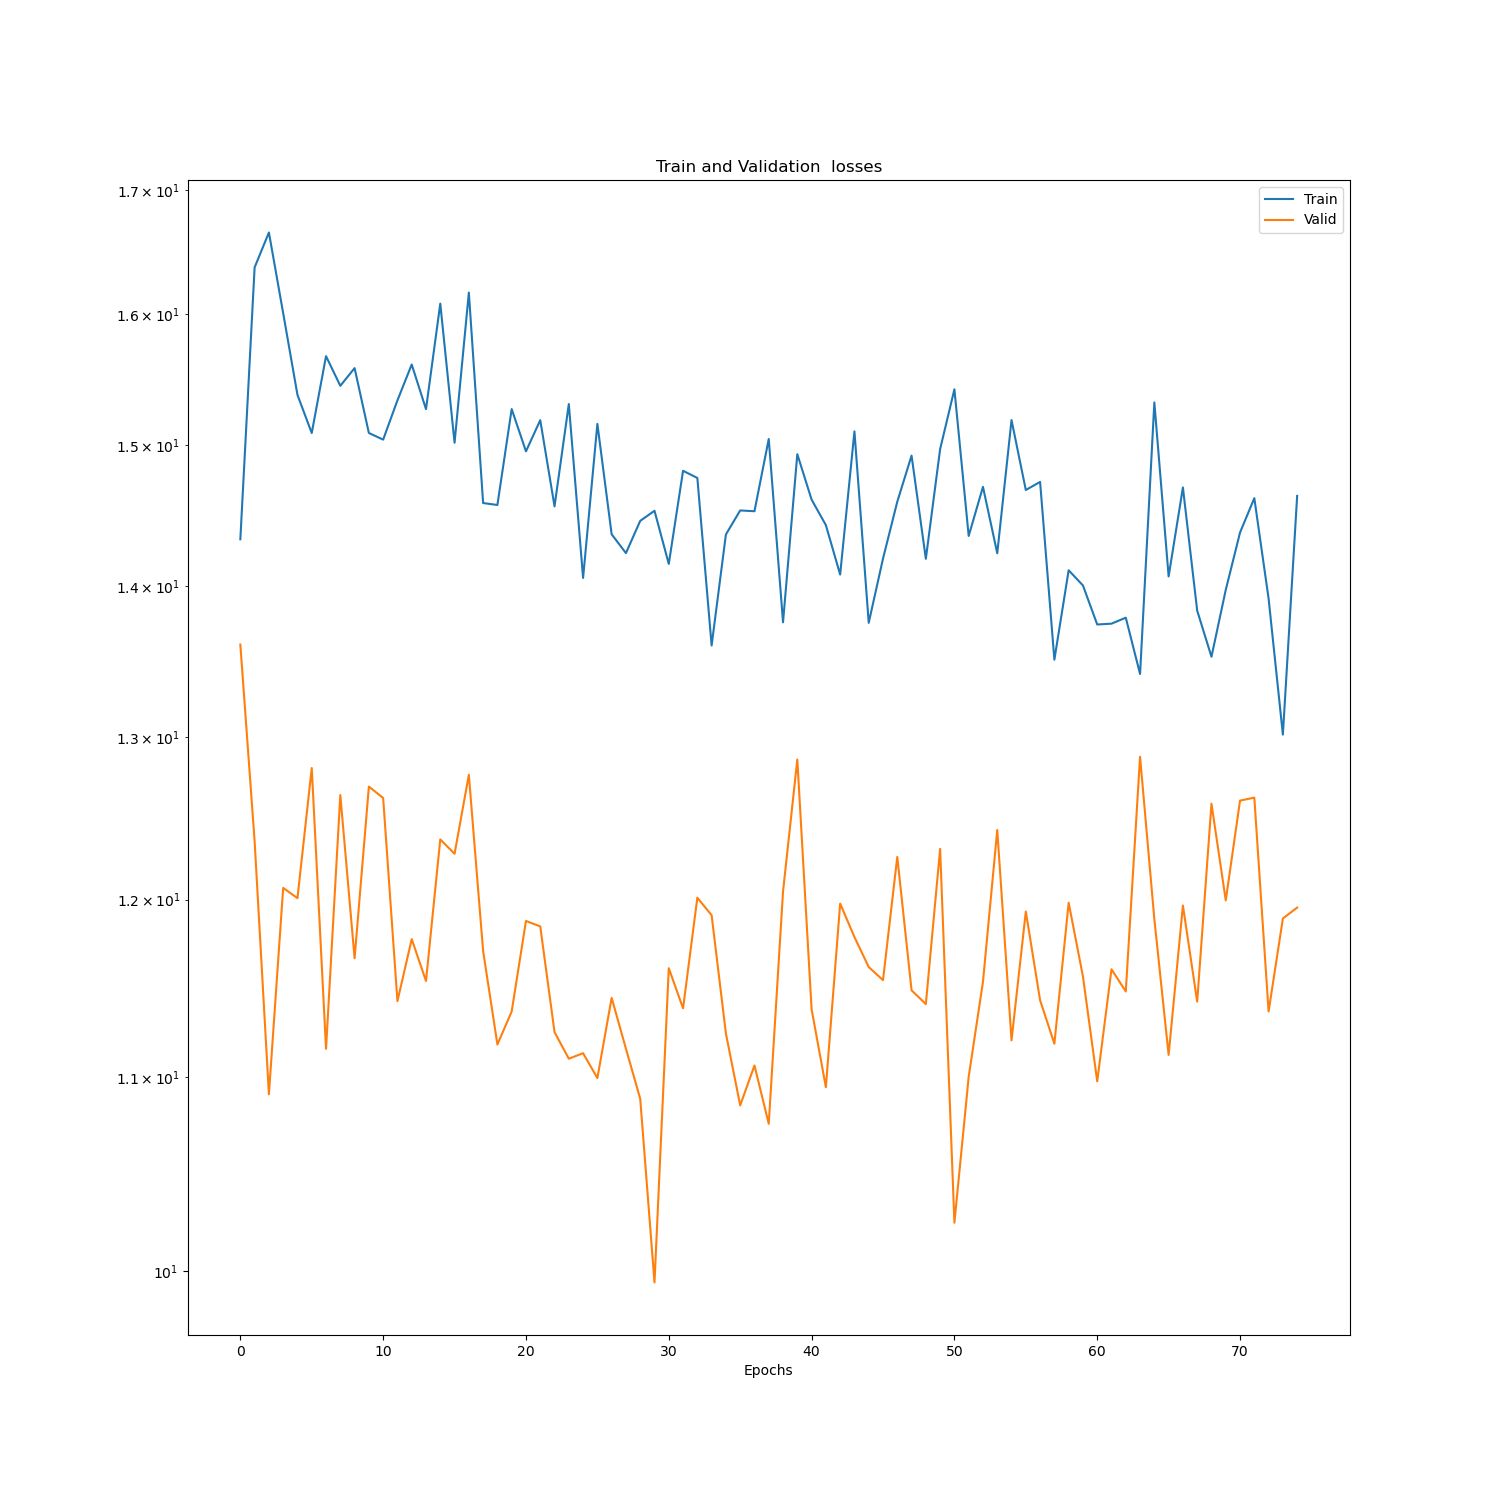 Train and Validation  losses
Train
Valid
1.7 × 10¹
1.6 × 10¹
1.5 × 10¹
1.4 × 10¹
1.3 × 10¹
1.2 × 10¹
1.1 × 10¹
10¹
0 10 20 30 40 50 60 70
Epochs